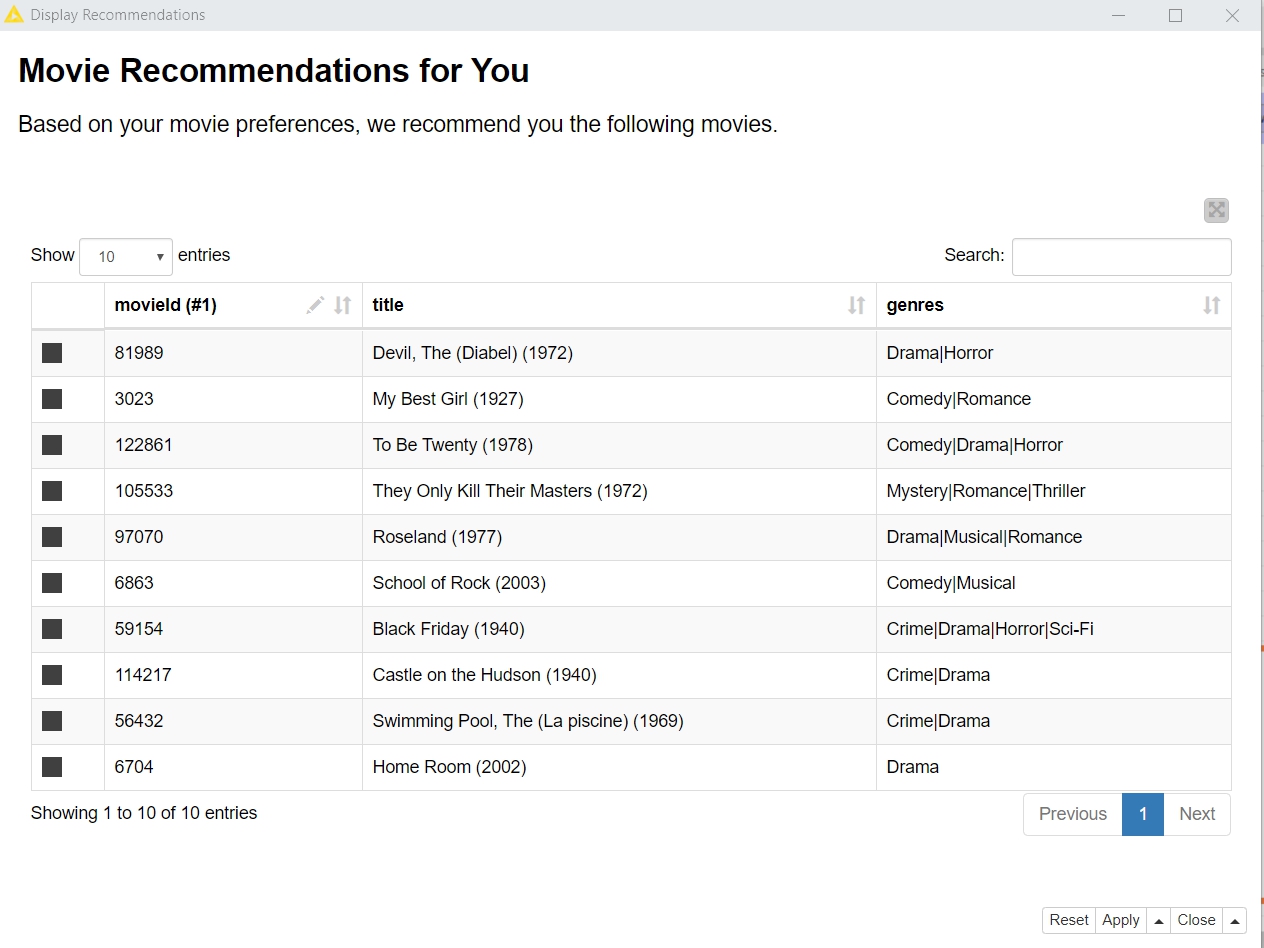 Display Recommendations
Movie Recommendations for You
Based on your movie preferences, we recommend you the following movies.
Show 10 entries Search:
movieId (#1) title genres
81989 Devil, The (Diabel) (1972) Drama|Horror
3023 My Best Girl (1927) Comedy|Romance
122861 To Be Twenty (1978) Comedy|Drama|Horror
105533 They Only Kill Their Masters (1972) Mystery|Romance|Thriller
97070 Roseland (1977) Drama|Musical|Romance
6863 School of Rock (2003) Comedy|Musical
59154 Black Friday (1940) Crime|Drama|Horror|Sci-Fi
114217 Castle on the Hudson (1940) Crime|Drama
56432 Swimming Pool, The (La piscine) (1969) Crime|Drama
6704 Home Room (2002) Drama
Showing 1 to 10 of 10 entries Previous 1 Next
Reset Apply Close